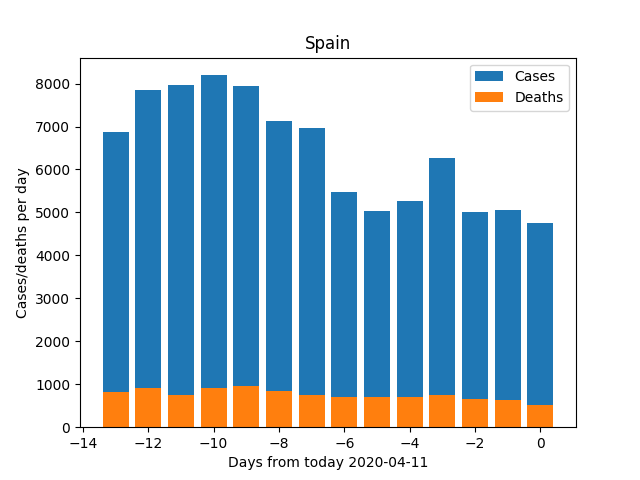 Spain
Cases
Deaths
8000
7000
6000
5000
4000
3000
2000
1000
0
Cases/deaths per day
−14 −12 −10 −8 −6 −4 −2 0
Days from today 2020-04-11